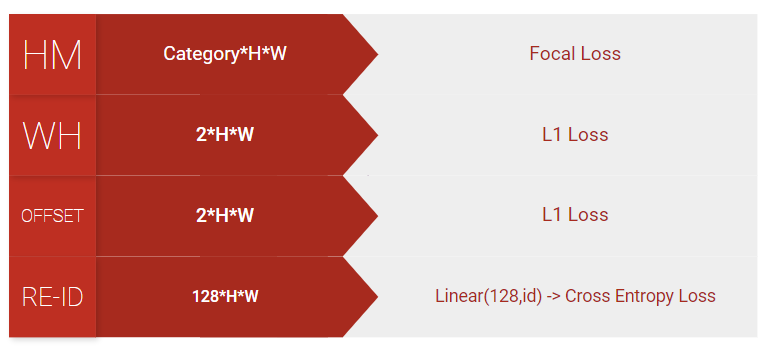 HM Category*H*W Focal Loss
WH 2*H*W L1 Loss
OFFSET 2*H*W L1 Loss
RE-ID 128*H*W Linear(128,id) -> Cross Entropy Loss